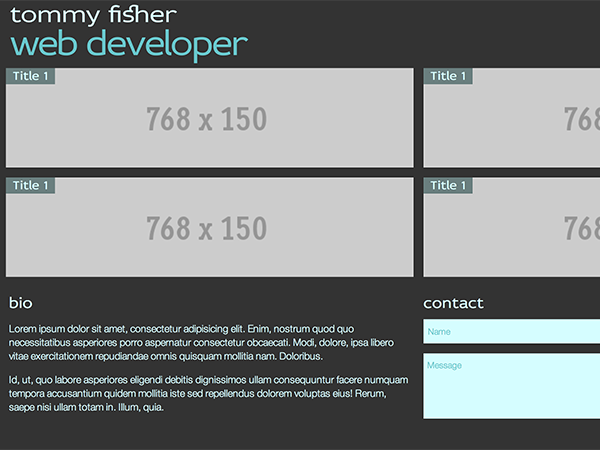 tommy fisher
web developer
Title 1
Title 1
768 x 150
768
Title 1
Title 1
768 x 150
768
bio
contact
Lorem ipsum dolor sit amet, consectetur adipisicing elit. Enim, nostrum quod quo
necessitatibus asperiores porro aspernatur consectetur obcaecati. Modi, dolore, ipsa libero
vitae exercitationem repudiandae omnis quisquam mollitia nam. Doloribus.
Id, ut, quo labore asperiores eligendi debitis dignissimos ullam consequuntur facere numquam
tempora accusantium quidem mollitia iste sed repellendus dolorem voluptas eius! Rerum,
saepe nisi ullam totam in. Illum, quia.
Name
Message